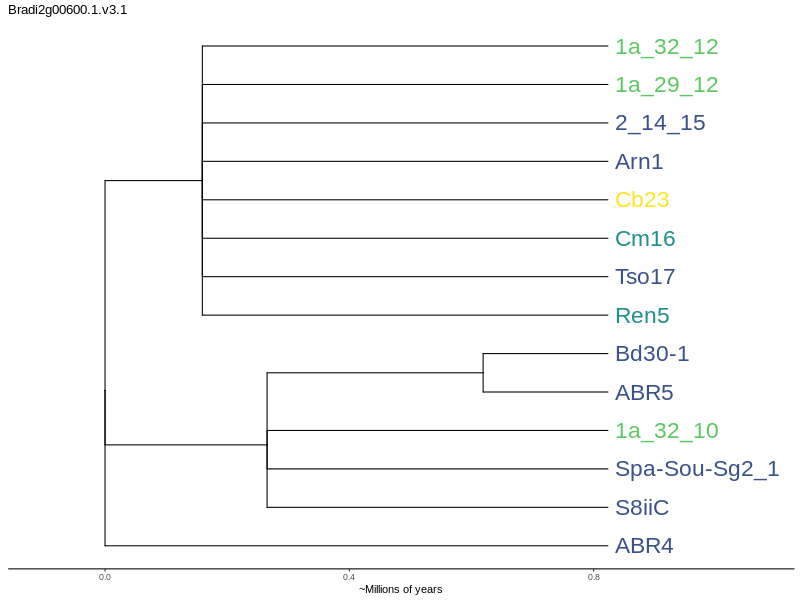 Bradi2g00600.1.v3.1
1a_32_12
1a_29_12
2_14_15
Arn1
Cb23
Cm16
Tso17
Ren5
Bd30-1
ABR5
1a_32_10
Spa-Sou-Sg2_1
S8iiC
ABR4
0.0 0.4 0.8
~Millions of years